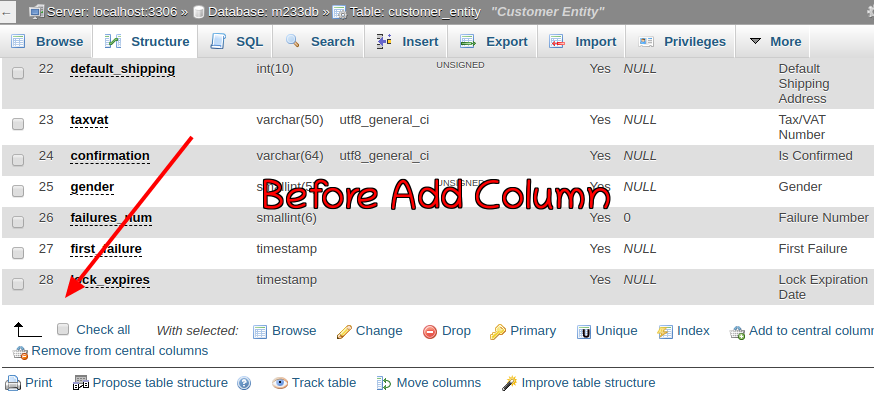 Server: localhost:3306 » Database: m233db » Table: customer_entity "Customer Entity"
Browse Structure SQL Search Insert Export Import Privileges More
22 default_shipping int(10) UNSIGNED Yes NULL Default
Shipping
Address
23 taxvat varchar(50) utf8_general_ci Yes NULL Tax/VAT
Number
24 confirmation varchar(64) utf8_general_ci Yes NULL Is Confirmed
25 gender smallint(5) UNSIGNED Yes NULL Gender
Before Add Column
26 failures_num smallint(6) Yes 0 Failure Number
27 first_failure timestamp Yes NULL First Failure
28 lock_expires timestamp Yes NULL Lock Expiration
Date
Check all With selected: Browse Change Drop Primary Unique Index Add to central colum
Remove from central columns
Print Propose table structure Track table Move columns Improve table structure